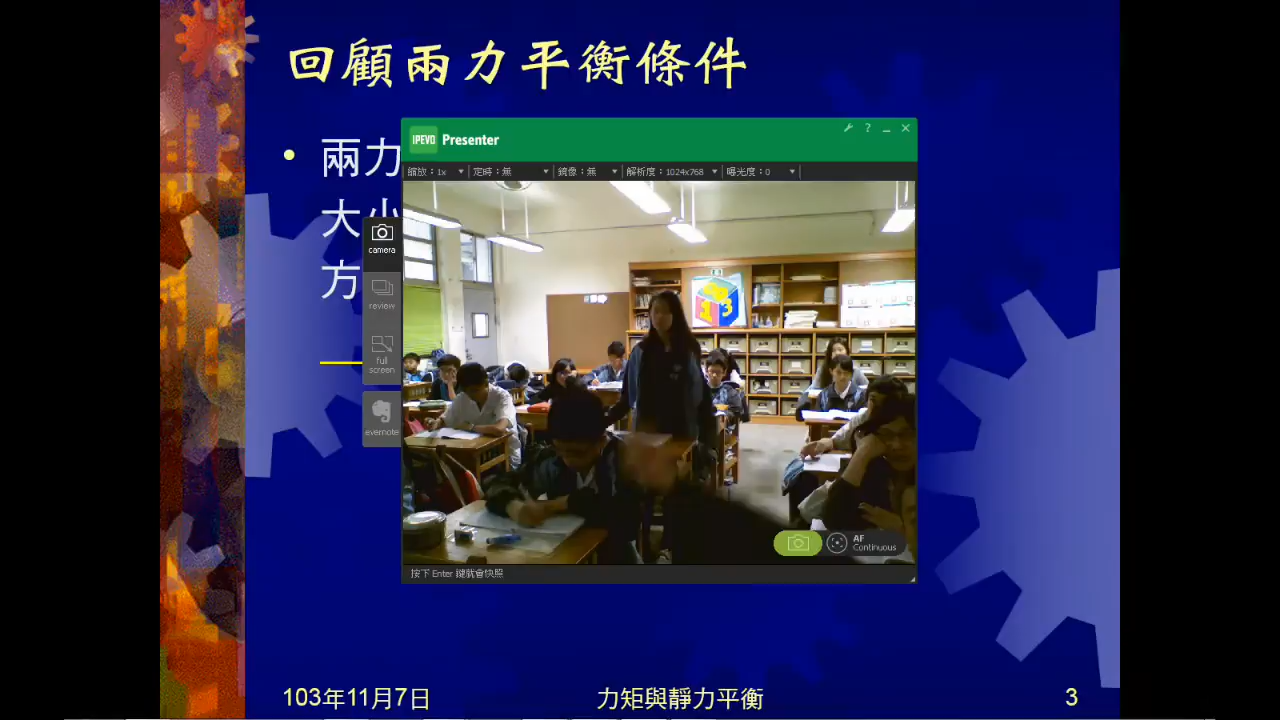 回顧兩力平衡條件
• 兩力
大小
方
IPEVO Presenter
縮放：1x 定時：無 鏡像：無 解析度：1024x768 曝光度：0
camera
review
full
screen
evernote
AF
Continuous
按下 Enter 鍵就會快照
103年11月7日 力矩與靜力平衡 3